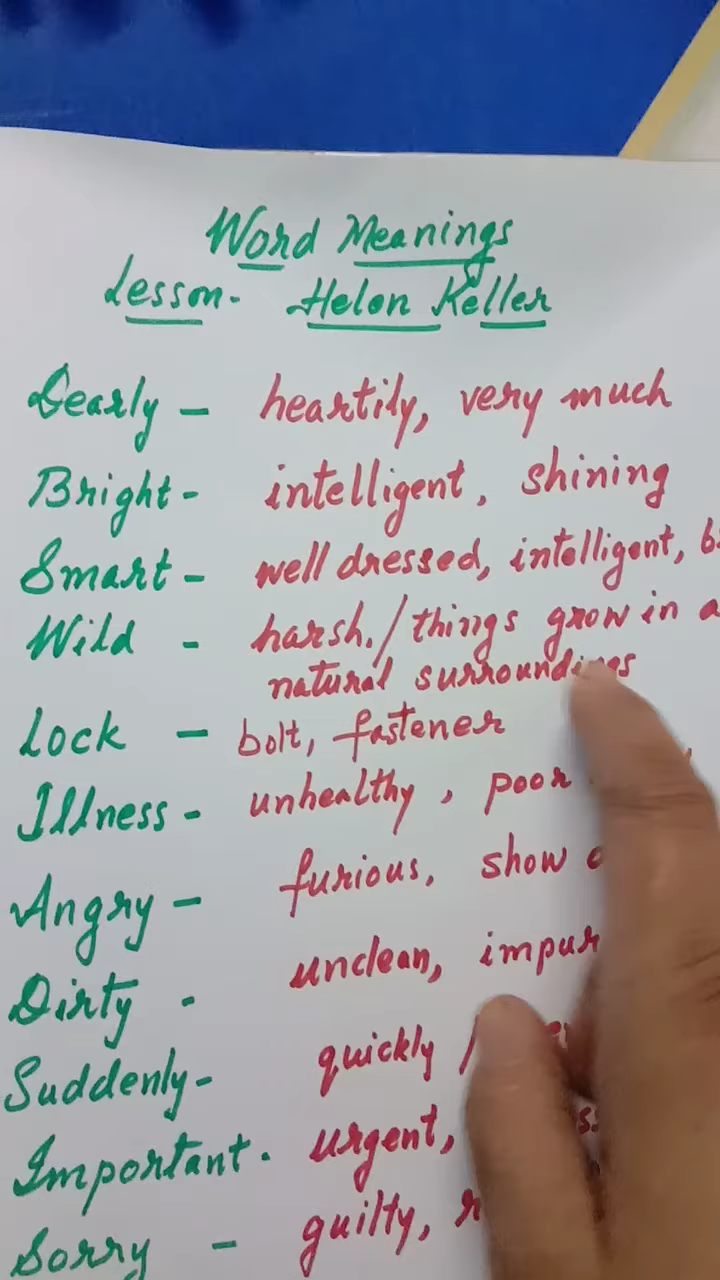 Word Meanings
Lesson- Helen Keller
Dearly - heartily, very much
Bright - intelligent, shining
Smart - well dressed, intelligent,
Wild - harsh./things grow in a
natural surroundings
Lock - bolt, fastener
Illness - unhealthy, poor
Angry - furious, show
Dirty - unclean,
Suddenly - quickly /
Important. urgent,
Sorry - guilty,